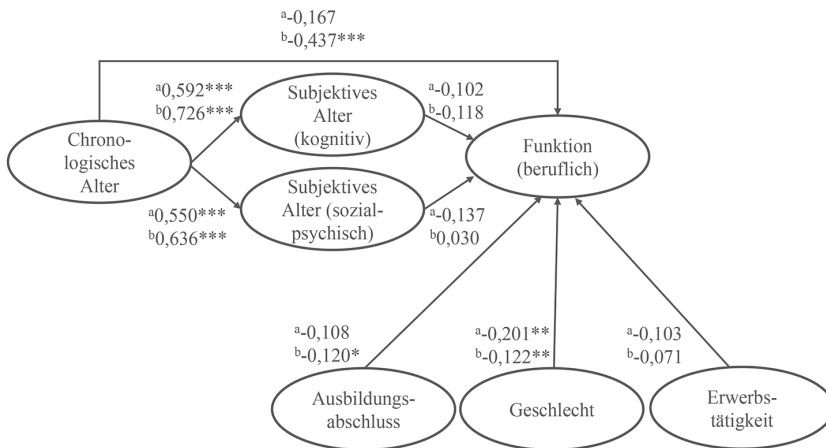 a-0,167
b-0,437***
a0,592***
b0,726***
Subjektives
Alter
(kognitiv)
a-0,102
b-0,118
Chrono-
logisches
Alter
Funktion
(beruflich)
a0,550***
b0,636***
Subjektives
Alter (sozial-
psychisch)
a-0,137
b0,030
a-0,108
b-0,120*
a-0,201**
b-0,122**
a-0,103
b-0,071
Ausbildungs-
abschluss
Geschlecht
Erwerbs-
tätigkeit